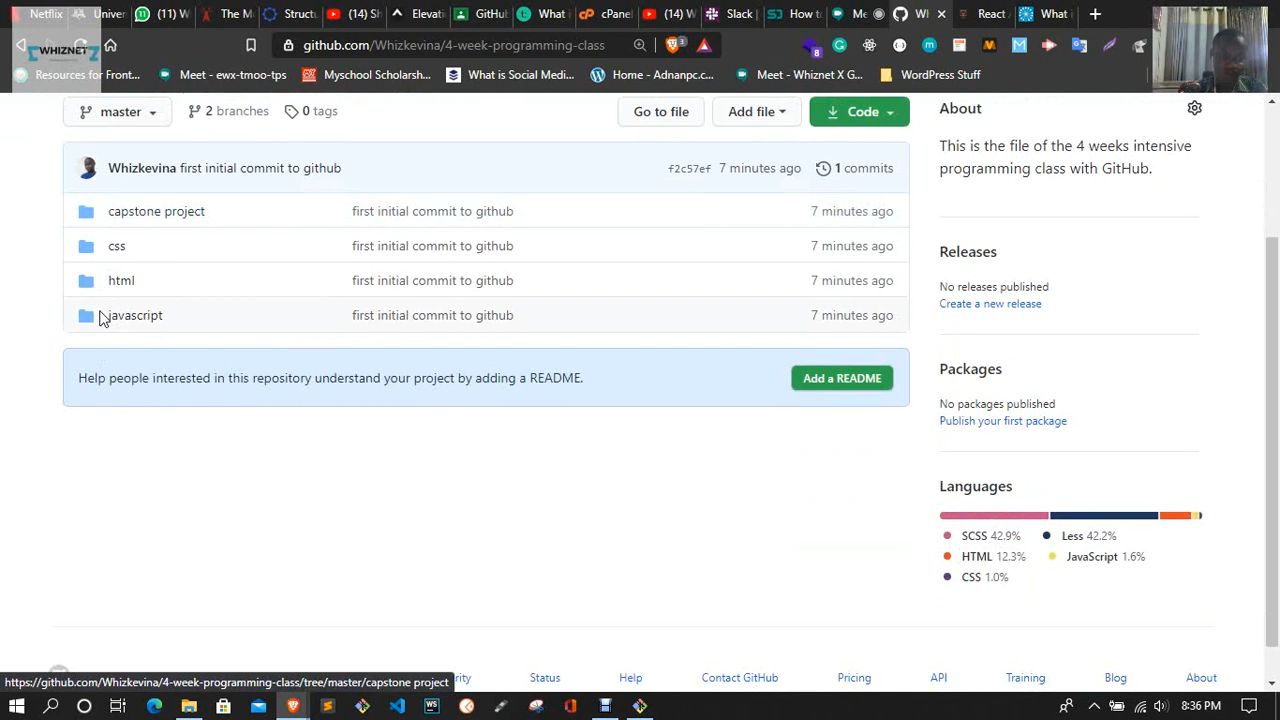 Netflix
Univer
(11) W
The M
Struct
(14) S
Elevat
GitHu
What i
cPanel
(14) W
Slack
How to
Me
Wh
React
What i
WHIZNET
github.com/Whizkevina/4-week-programming-class
3
8
Resources for Front...
Meet - ewx-tmoo-tps
Myschool Scholarsh...
What is Social Medi...
Home - Adnanpc.co...
Meet - Whiznet X G...
WordPress Stuff
master
2 branches
0 tags
Go to file
Add file
Code
About
This is the file of the 4 weeks intensive
programming class with GitHub.
Whizkevina first initial commit to github
f2c57ef
7 minutes ago
1 commits
capstone project
first initial commit to github
7 minutes ago
css
first initial commit to github
7 minutes ago
html
first initial commit to github
7 minutes ago
javascript
first initial commit to github
7 minutes ago
Releases
No releases published
Create a new release
Help people interested in this repository understand your project by adding a README.
Add a README
Packages
No packages published
Publish your first package
Languages
SCSS 42.9%
Less 42.2%
HTML 12.3%
JavaScript 1.6%
CSS 1.0%
Status
Help
Contact GitHub
Pricing
API
Training
Blog
About
https://github.com/Whizkevina/4-week-programming-class/tree/master/capstone project
8:36 PM